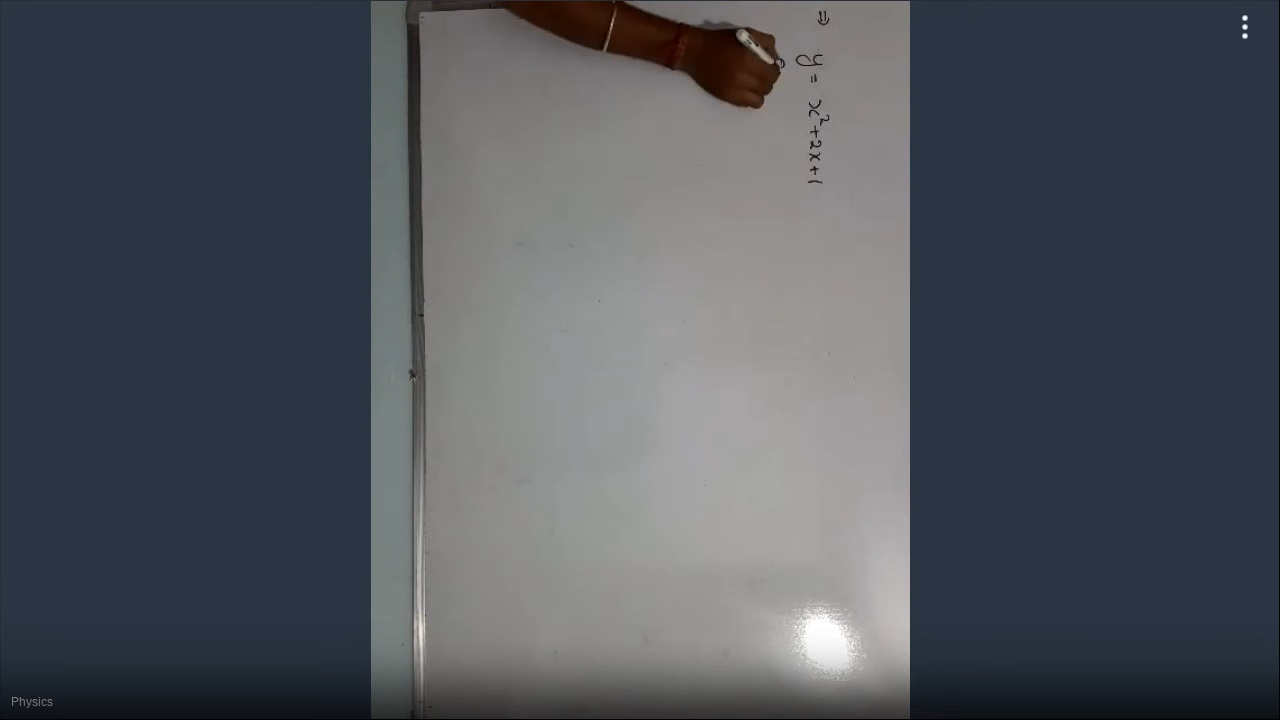 ⇒ y = x²+2x+1
Physics